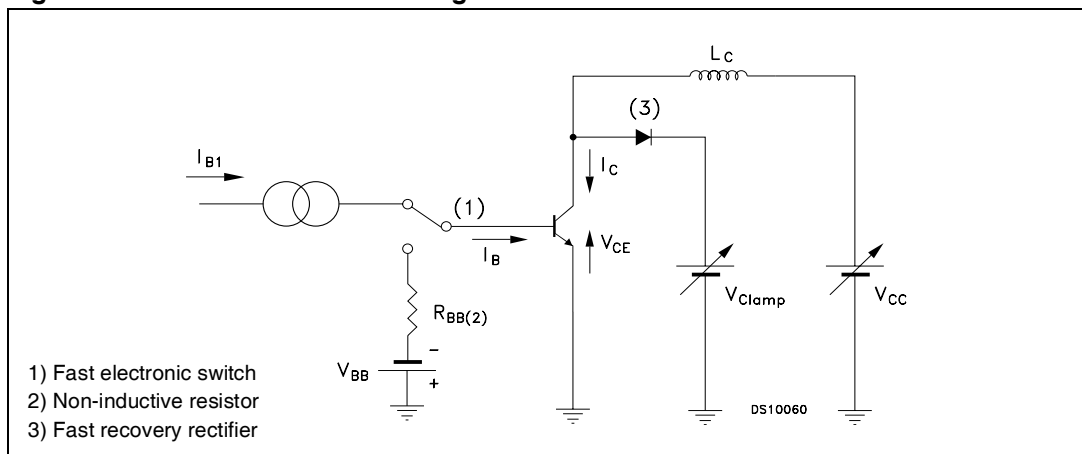 L C
(3)
I B1
I C
(1)
I B
V CE
R BB(2)
V Clamp
V CC
V BB
−
+
1) Fast electronic switch
2) Non-inductive resistor
3) Fast recovery rectifier
DS10060